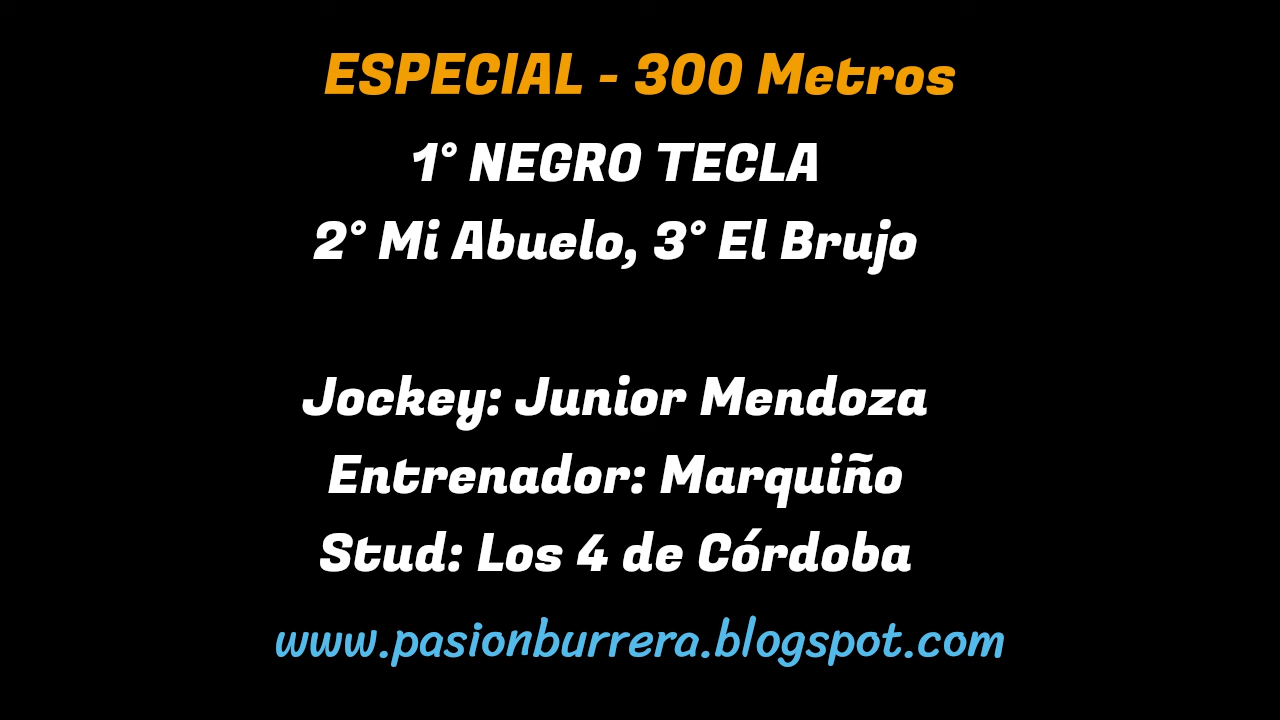 ESPECIAL - 300 Metros
1° NEGRO TECLA
2° Mi Abuelo, 3° El Brujo
Jockey: Junior Mendoza
Entrenador: Marquiño
Stud: Los 4 de Córdoba
www.pasionburrera.blogspot.com